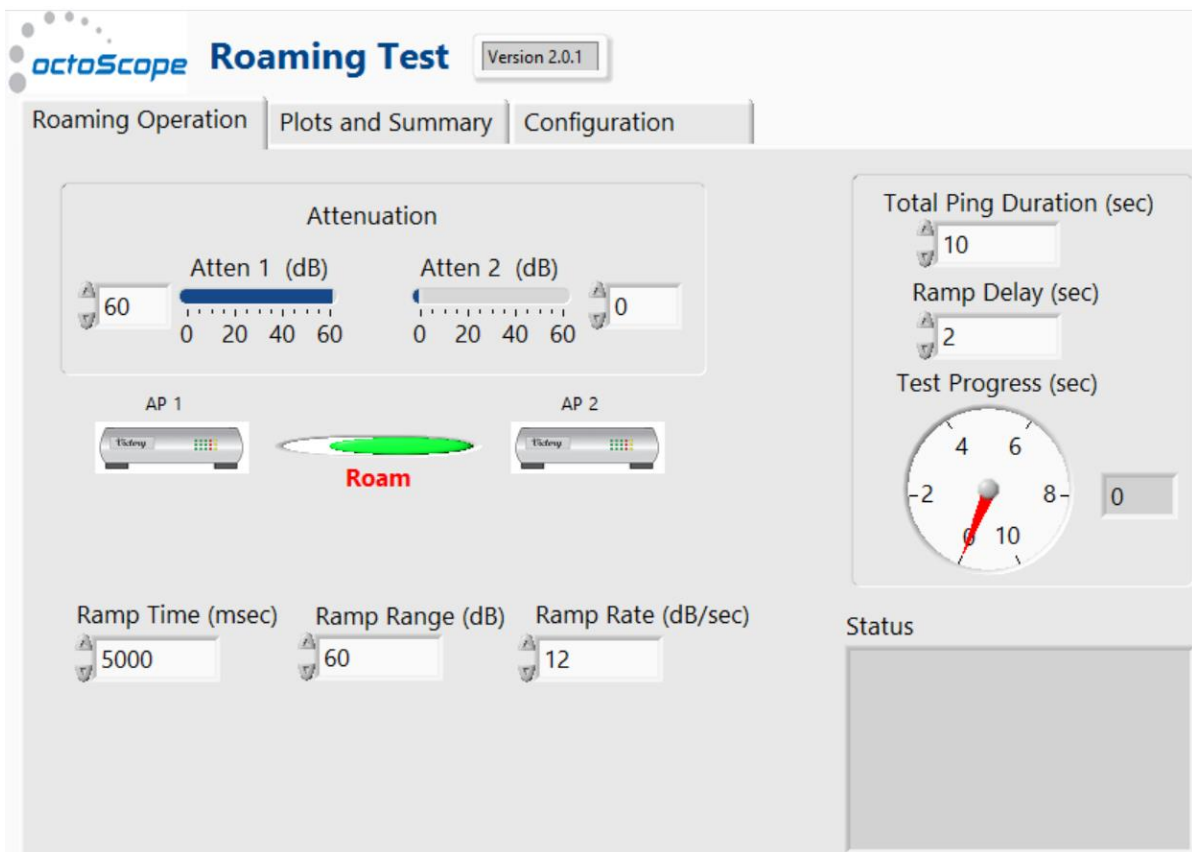 octoScope Roaming Test Version 2.0.1
Roaming Operation Plots and Summary Configuration
Attenuation
Atten 1 (dB) Atten 2 (dB)
60 0
0 20 40 60 0 20 40 60
AP 1 AP 2
Victory Victory
Roam
Ramp Time (msec) Ramp Range (dB) Ramp Rate (dB/sec)
5000 60 12
Total Ping Duration (sec)
10
Ramp Delay (sec)
2
Test Progress (sec)
4 6
2 8 0
0 10
Status